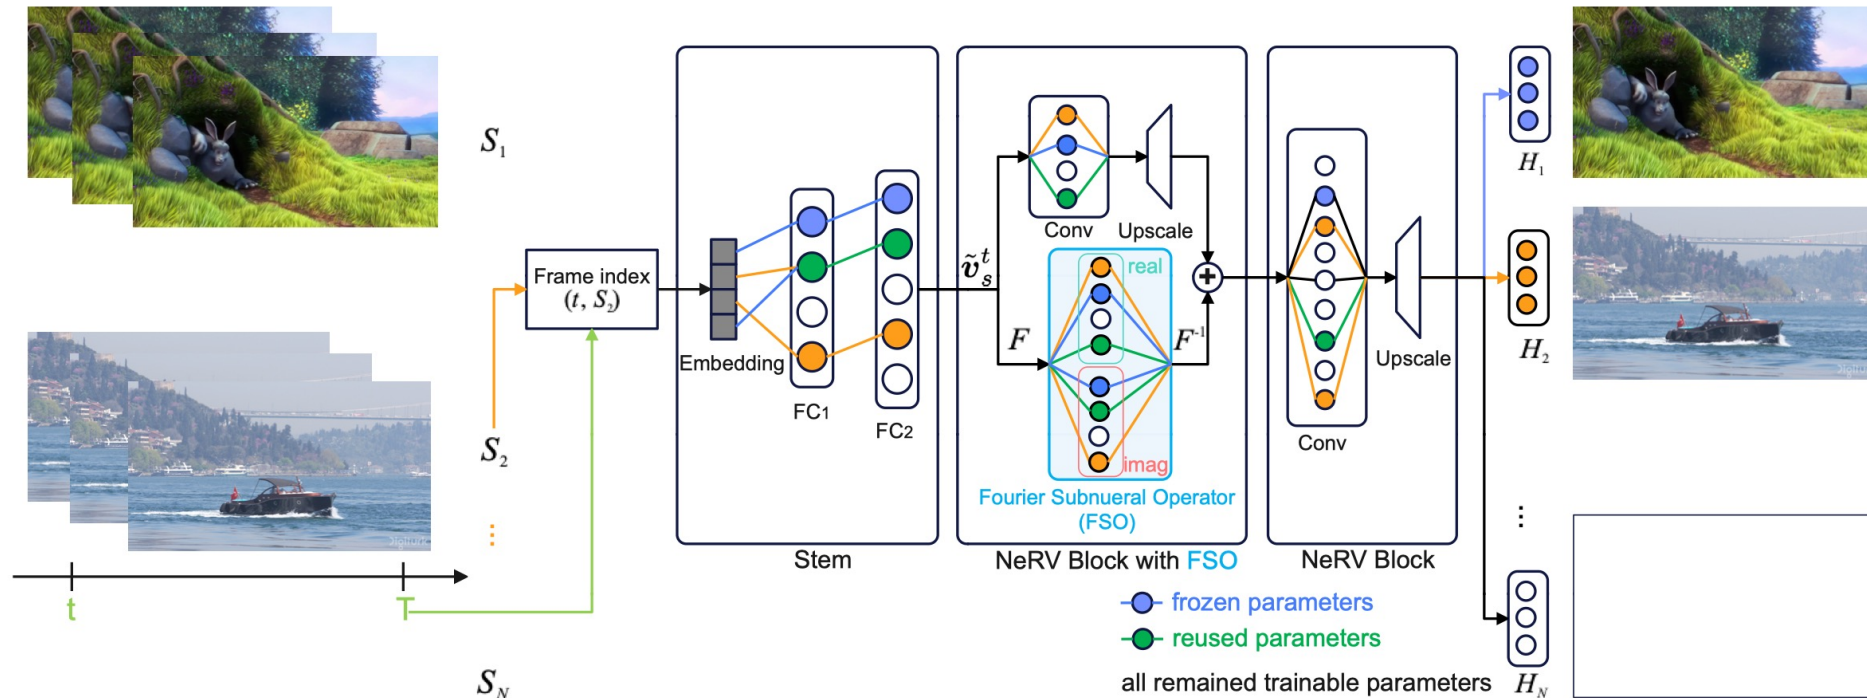 S1
S2
⋮
SN
t
T
Frame index
(t, S2)
Embedding
FC1
FC2
Stem
ṽ_s^t
Conv
Upscale
F
real
imag
F-1
+
Fourier Subnueral Operator
(FSO)
NeRV Block with FSO
Conv
Upscale
NeRV Block
H1
H2
⋮
HN
frozen parameters
reused parameters
all remained trainable parameters